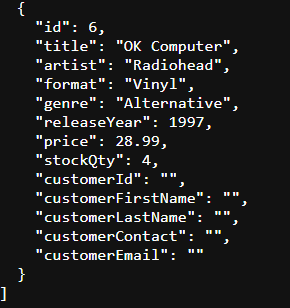 {
"id": 6,
"title": "OK Computer",
"artist": "Radiohead",
"format": "Vinyl",
"genre": "Alternative",
"releaseYear": 1997,
"price": 28.99,
"stockQty": 4,
"customerId": "",
"customerFirstName": "",
"customerLastName": "",
"customerContact": "",
"customerEmail": ""
}
]